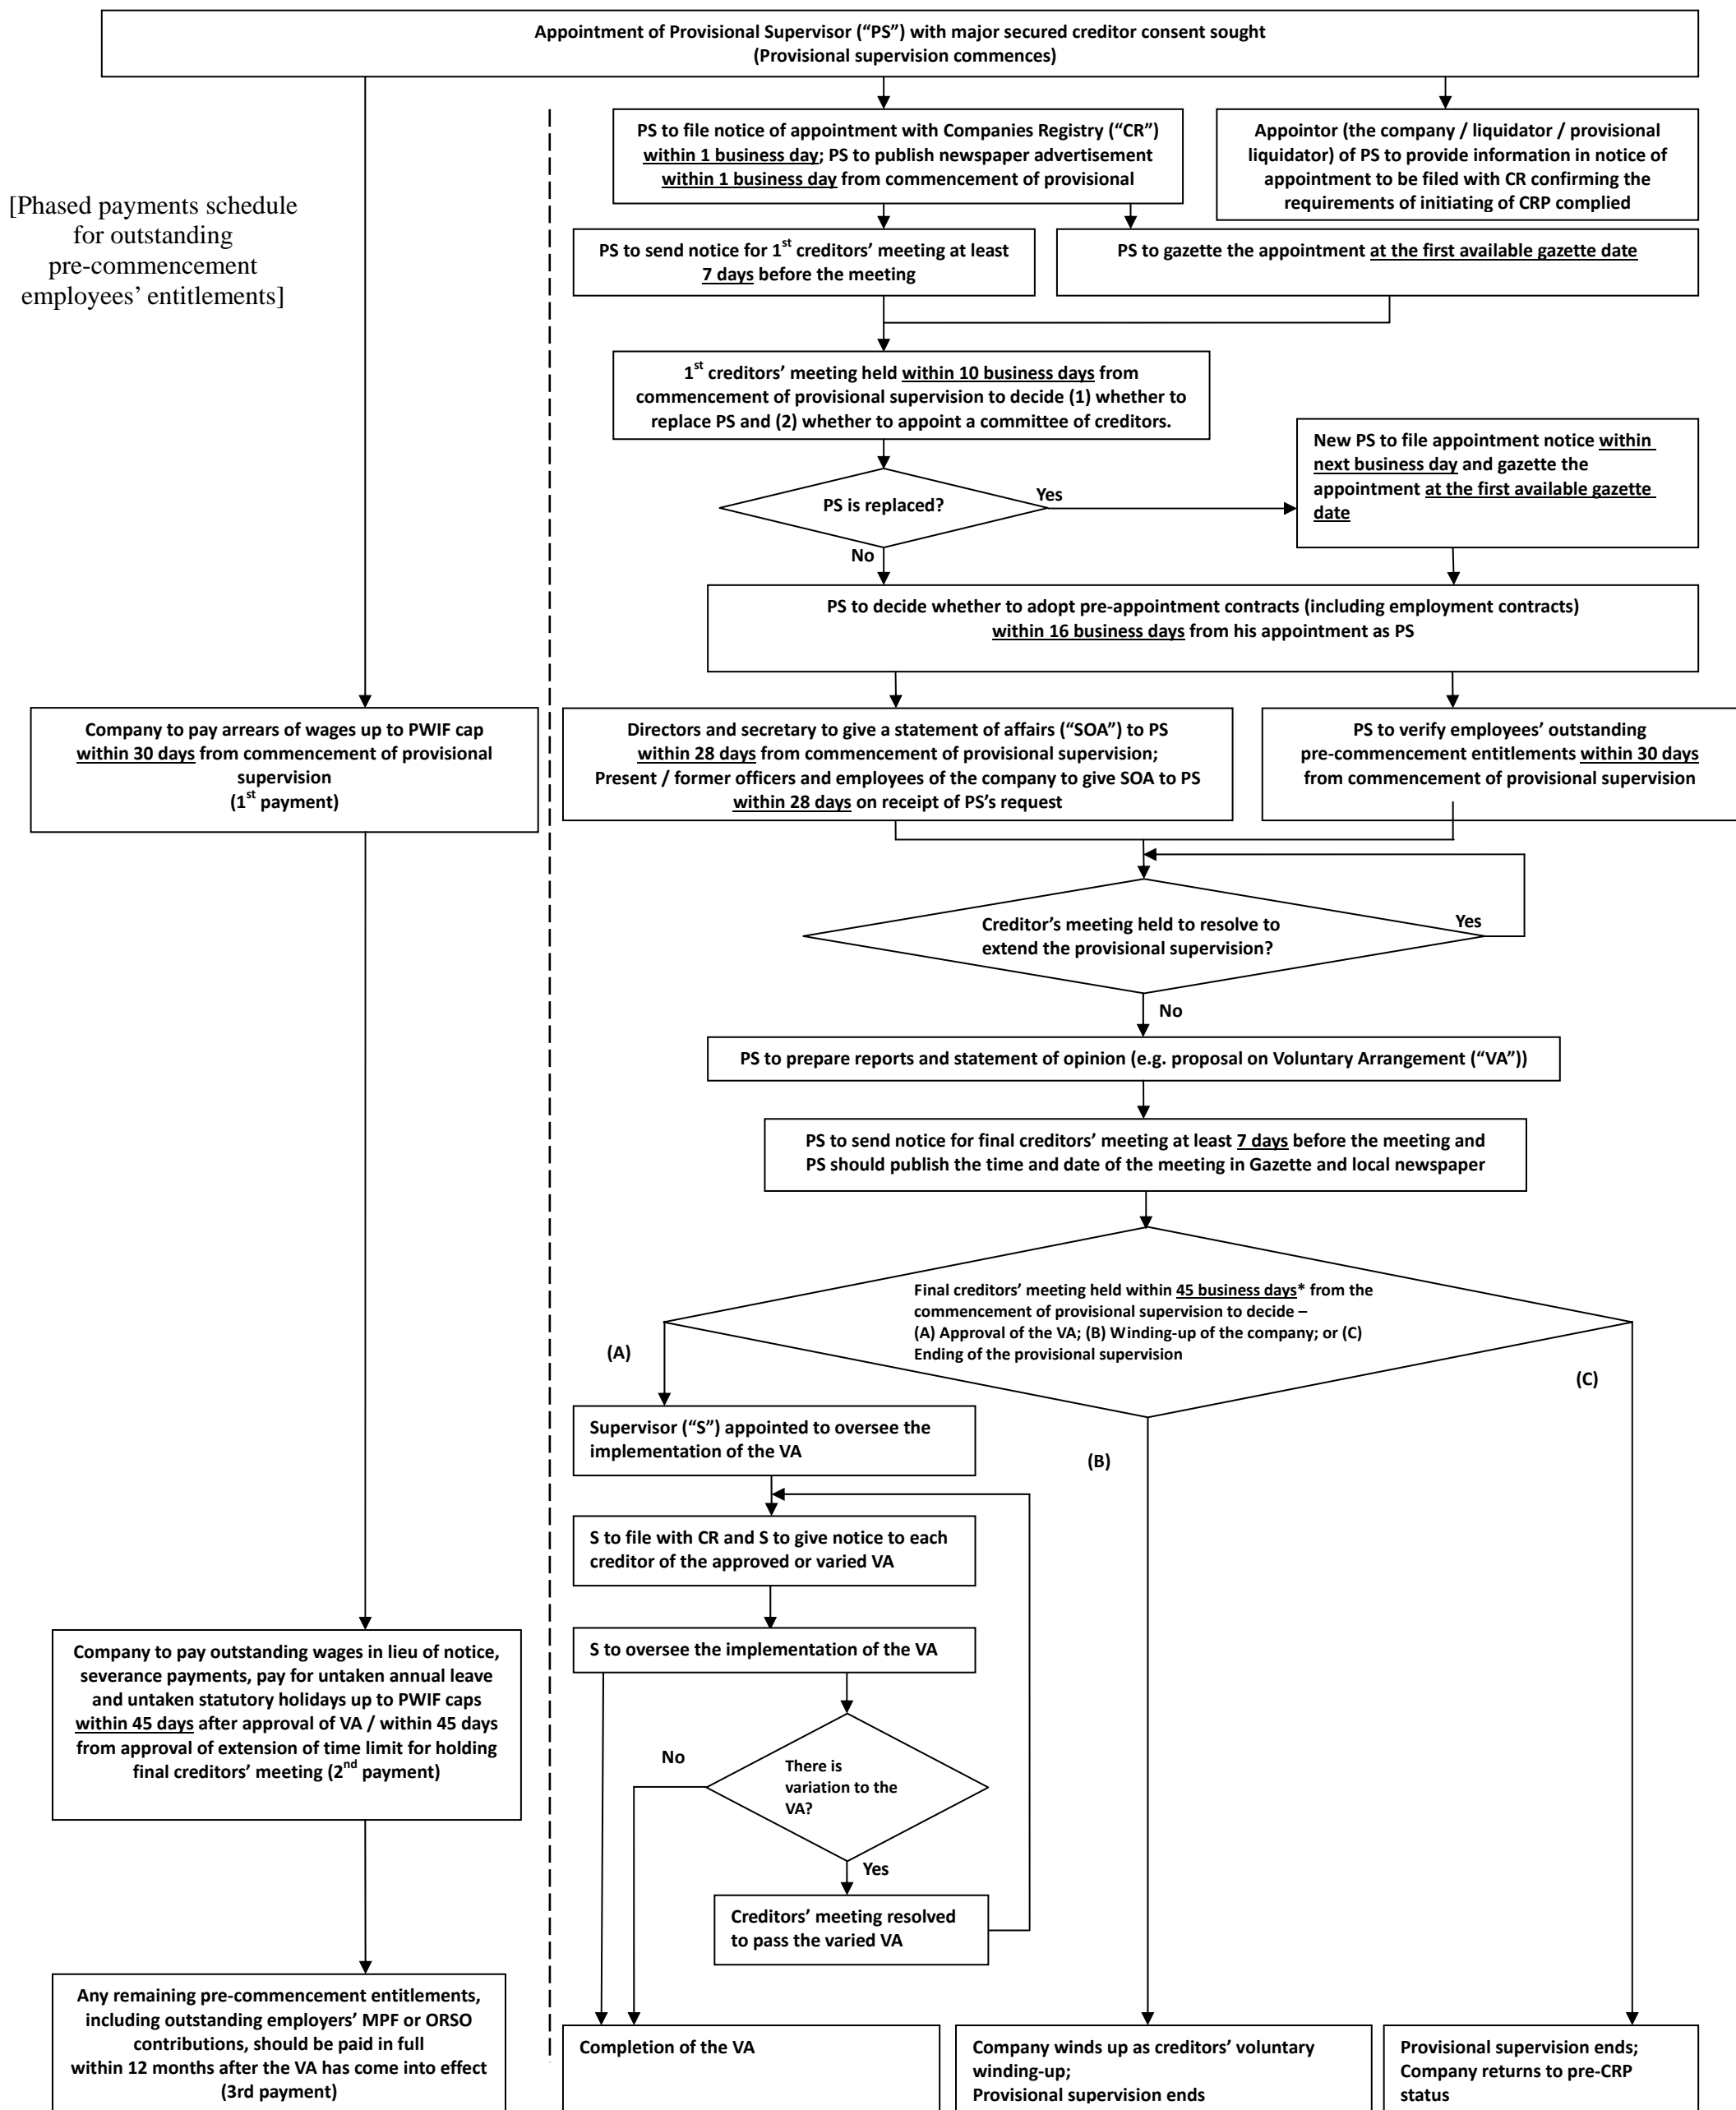 Appointment of Provisional Supervisor (“PS”) with major secured creditor consent sought
(Provisional supervision commences)
[Phased payments schedule
for outstanding
pre-commencement
employees’ entitlements]
PS to file notice of appointment with Companies Registry (“CR”)
within 1 business day; PS to publish newspaper advertisement
within 1 business day from commencement of provisional
Appointor (the company / liquidator / provisional
liquidator) of PS to provide information in notice of
appointment to be filed with CR confirming the
requirements of initiating of CRP complied
PS to send notice for 1st creditors’ meeting at least
7 days before the meeting
PS to gazette the appointment at the first available gazette date
1st creditors’ meeting held within 10 business days from
commencement of provisional supervision to decide (1) whether to
replace PS and (2) whether to appoint a committee of creditors.
PS is replaced?
Yes
No
New PS to file appointment notice within
next business day and gazette the
appointment at the first available gazette
date
PS to decide whether to adopt pre-appointment contracts (including employment contracts)
within 16 business days from his appointment as PS
Company to pay arrears of wages up to PWIF cap
within 30 days from commencement of provisional
supervision
(1st payment)
Directors and secretary to give a statement of affairs (“SOA”) to PS
within 28 days from commencement of provisional supervision;
Present / former officers and employees of the company to give SOA to PS
within 28 days on receipt of PS’s request
PS to verify employees’ outstanding
pre-commencement entitlements within 30 days
from commencement of provisional supervision
Creditor’s meeting held to resolve to
extend the provisional supervision?
Yes
No
PS to prepare reports and statement of opinion (e.g. proposal on Voluntary Arrangement (“VA”))
PS to send notice for final creditors’ meeting at least 7 days before the meeting and
PS should publish the time and date of the meeting in Gazette and local newspaper
Final creditors’ meeting held within 45 business days* from the
commencement of provisional supervision to decide –
(A) Approval of the VA; (B) Winding-up of the company; or (C)
Ending of the provisional supervision
(A)
(B)
(C)
Supervisor (“S”) appointed to oversee the
implementation of the VA
S to file with CR and S to give notice to each
creditor of the approved or varied VA
S to oversee the implementation of the VA
Company to pay outstanding wages in lieu of notice,
severance payments, pay for untaken annual leave
and untaken statutory holidays up to PWIF caps
within 45 days after approval of VA / within 45 days
from approval of extension of time limit for holding
final creditors’ meeting (2nd payment)
There is
variation to the
VA?
No
Yes
Creditors’ meeting resolved
to pass the varied VA
Any remaining pre-commencement entitlements,
including outstanding employers’ MPF or ORSO
contributions, should be paid in full
within 12 months after the VA has come into effect
(3rd payment)
Completion of the VA
Company winds up as creditors’ voluntary
winding-up;
Provisional supervision ends
Provisional supervision ends;
Company returns to pre-CRP
status